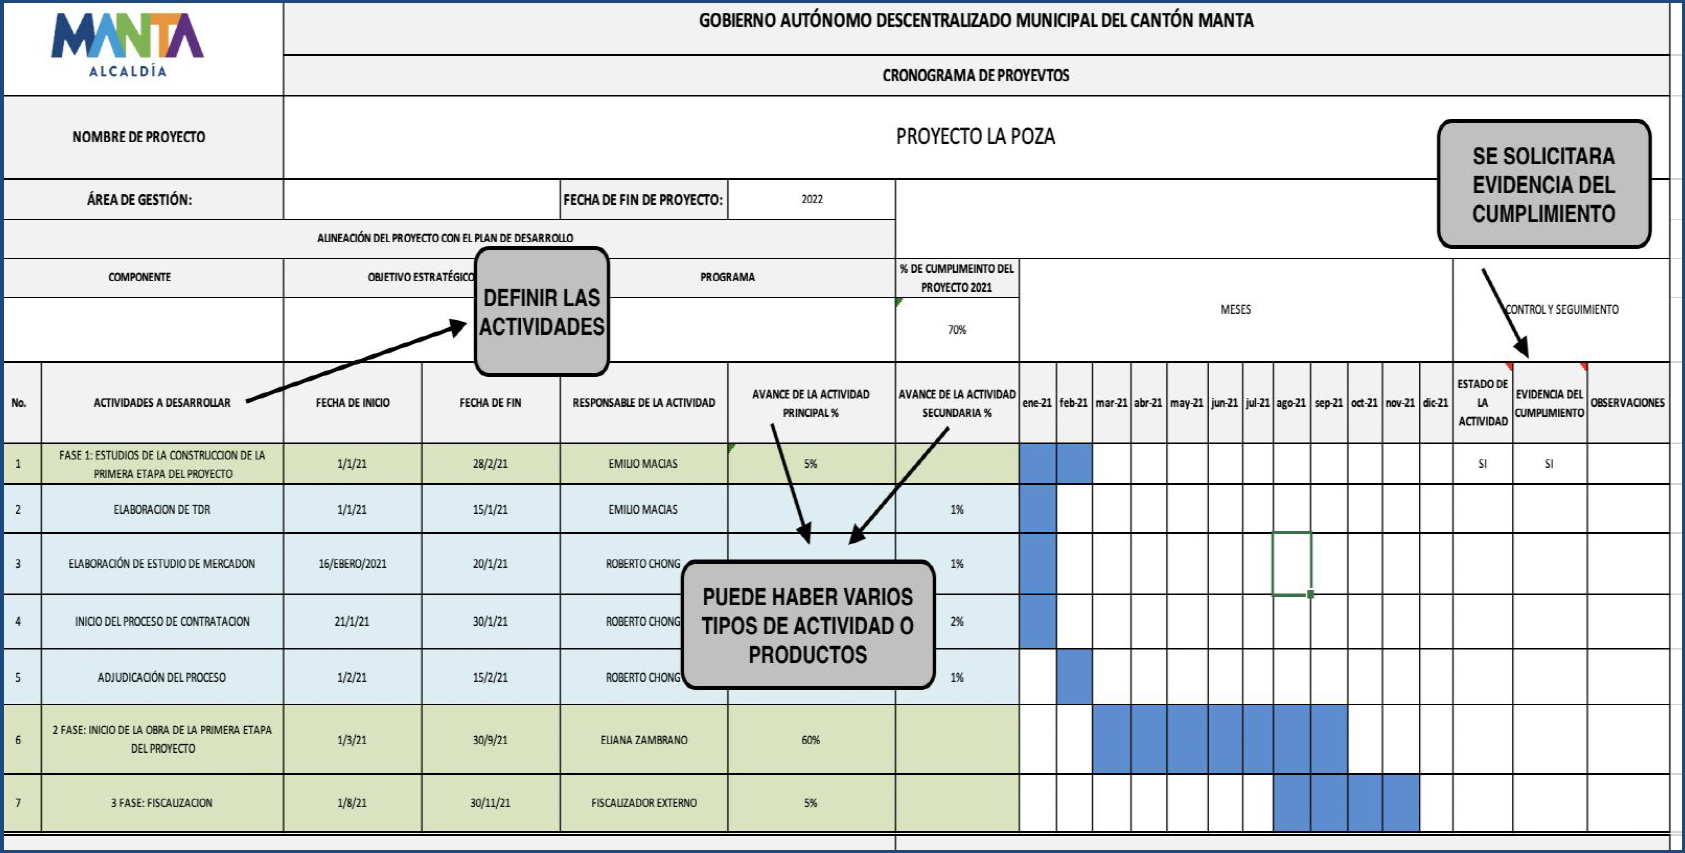 MANTA
ALCALDÍA
GOBIERNO AUTÓNOMO DESCENTRALIZADO MUNICIPAL DEL CANTÓN MANTA
CRONOGRAMA DE PROYEVTOS
NOMBRE DE PROYECTO
PROYECTO LA POZA
SE SOLICITARA
EVIDENCIA DEL
CUMPLIMIENTO
ÁREA DE GESTIÓN:
FECHA DE FIN DE PROYECTO:
2022
ALINEACIÓN DEL PROYECTO CON EL PLAN DE DESARROLLO
COMPONENTE
OBJETIVO ESTRATÉGICO
PROGRAMA
% DE CUMPLIMEINTO DEL
PROYECTO 2021
DEFINIR LAS
ACTIVIDADES
70%
MESES
CONTROL Y SEGUIMIENTO
No.
ACTIVIDADES A DESARROLLAR
FECHA DE INICIO
FECHA DE FIN
RESPONSABLE DE LA ACTIVIDAD
AVANCE DE LA ACTIVIDAD
PRINCIPAL %
AVANCE DE LA ACTIVIDAD
SECUNDARIA %
ene-21 feb-21 mar-21 abr-21 may-21 jun-21 jul-21 ago-21 sep-21 oct-21 nov-21 dic-21
ESTADO DE
LA
ACTIVIDAD
EVIDENCIA DEL
CUMPLIMIENTO
OBSERVACIONES
1
FASE 1: ESTUDIOS DE LA CONSTRUCCION DE LA
PRIMERA ETAPA DEL PROYECTO
1/1/21
28/2/21
EMILIO MACIAS
5%
SI
SI
2
ELABORACION DE TDR
1/1/21
15/1/21
EMILIO MACIAS
1%
3
ELABORACIÓN DE ESTUDIO DE MERCADON
16/EBERO/2021
20/1/21
ROBERTO CHONG
1%
PUEDE HABER VARIOS
TIPOS DE ACTIVIDAD O
PRODUCTOS
4
INICIO DEL PROCESO DE CONTRATACION
21/1/21
30/1/21
ROBERTO CHONG
2%
5
ADJUDICACIÓN DEL PROCESO
1/2/21
15/2/21
ROBERTO CHONG
1%
6
2 FASE: INICIO DE LA OBRA DE LA PRIMERA ETAPA
DEL PROYECTO
1/3/21
30/9/21
ELIANA ZAMBRANO
60%
7
3 FASE: FISCALIZACION
1/8/21
30/11/21
FISCALIZADOR EXTERNO
5%